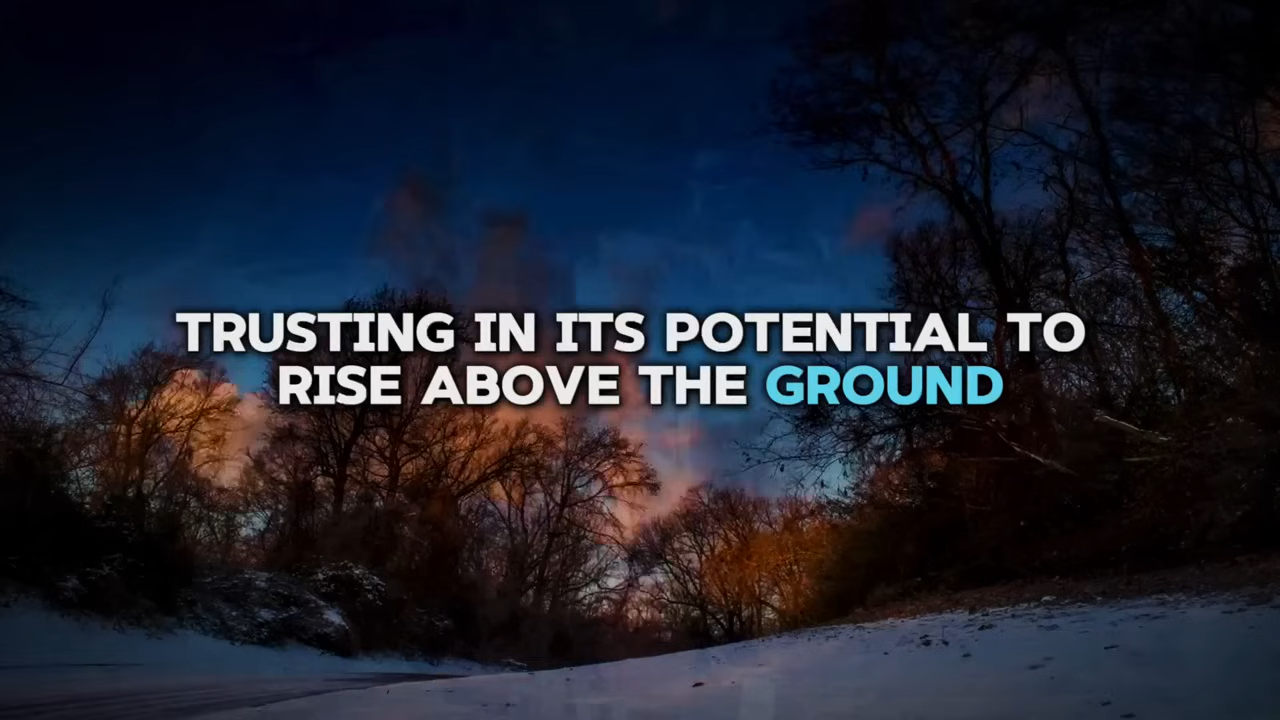 TRUSTING IN ITS POTENTIAL TO
RISE ABOVE THE GROUND